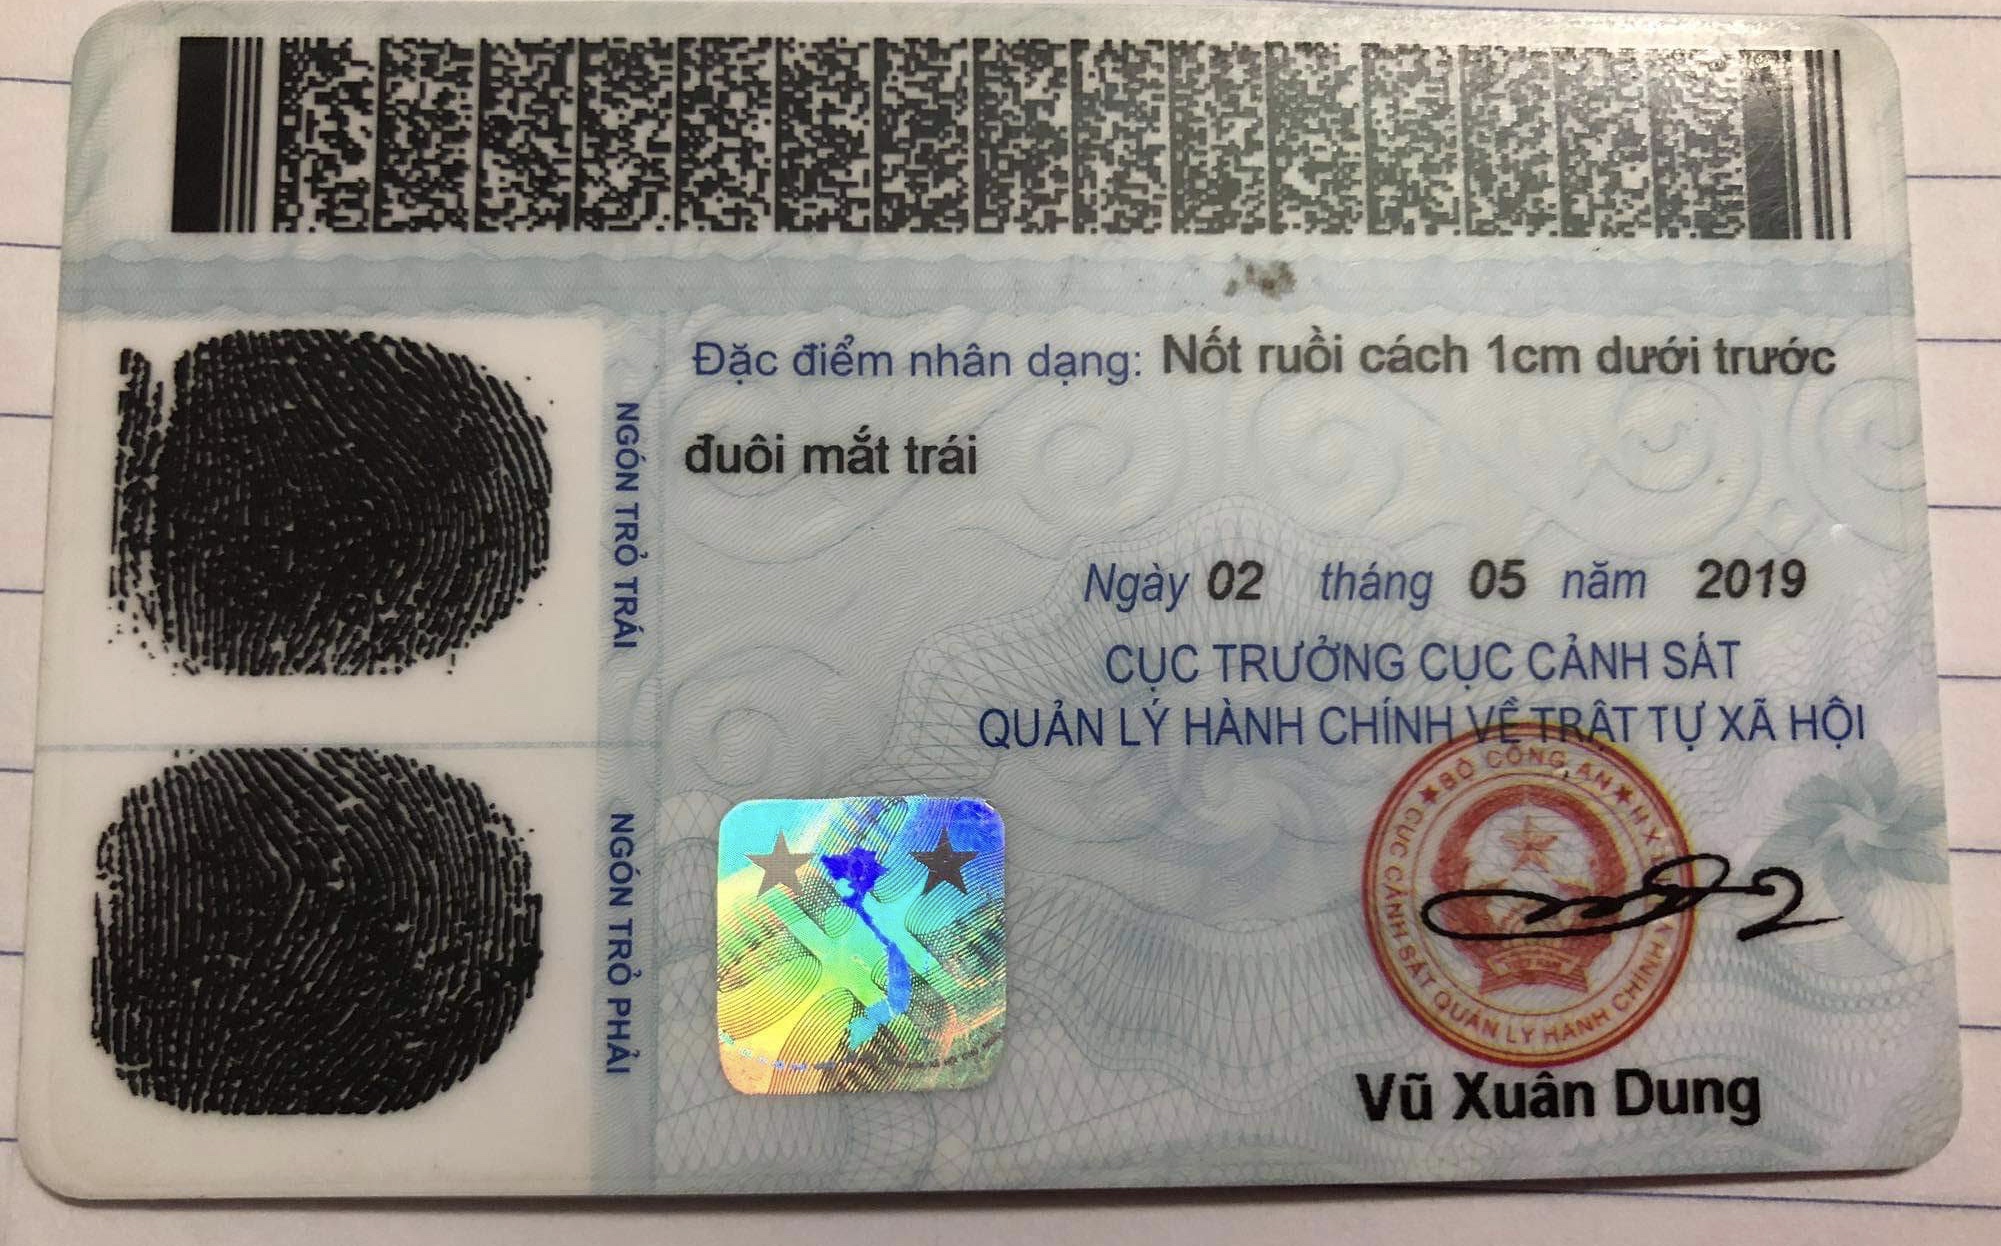 Đặc điểm nhân dạng: Nốt ruồi cách 1cm dưới trước
đuôi mắt trái
NGÓN TRỎ TRÁI
NGÓN TRỎ PHẢI
Ngày 02 tháng 05 năm 2019
CỤC TRƯỞNG CỤC CẢNH SÁT
QUẢN LÝ HÀNH CHÍNH VỀ TRẬT TỰ XÃ HỘI
BỘ CÔNG AN
CỤC CẢNH SÁT QUẢN LÝ HÀNH CHÍNH
Vũ Xuân Dung